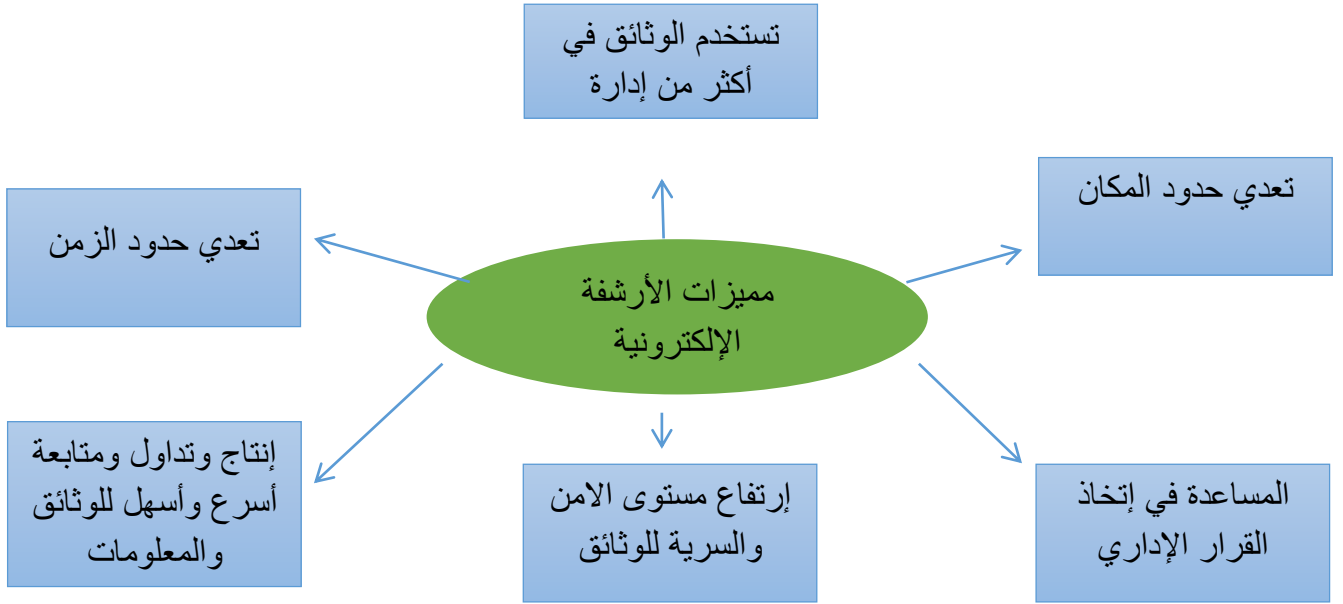 تستخدم الوثائق في
أكثر من إدارة
تعدي حدود المكان
تعدي حدود الزمن
مميزات الأرشفة
الإلكترونية
إنتاج وتداول ومتابعة
أسرع وأسهل للوثائق
والمعلومات
إرتفاع مستوى الامن
والسرية للوثائق
المساعدة في إتخاذ
القرار الإداري